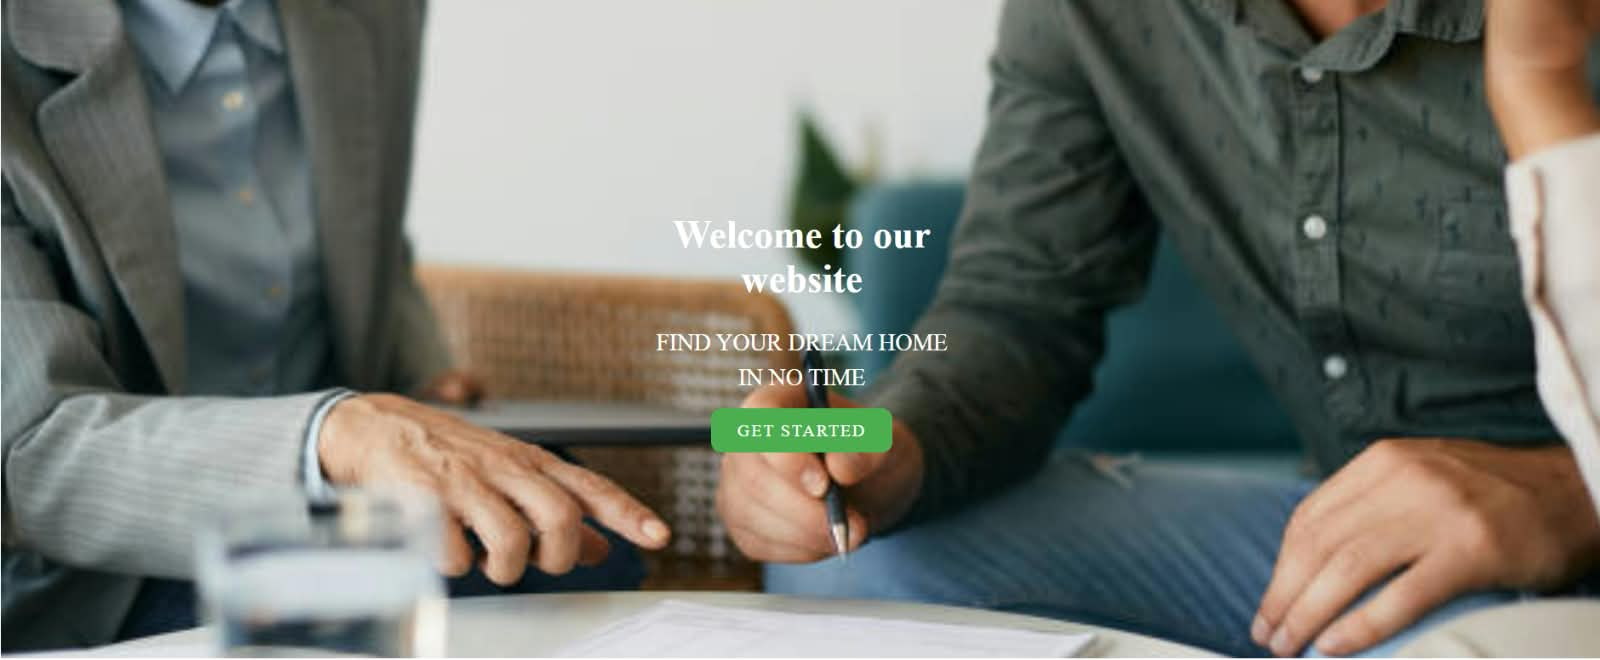 Welcome to our
website
FIND YOUR DREAM HOME
IN NO TIME
GET STARTED